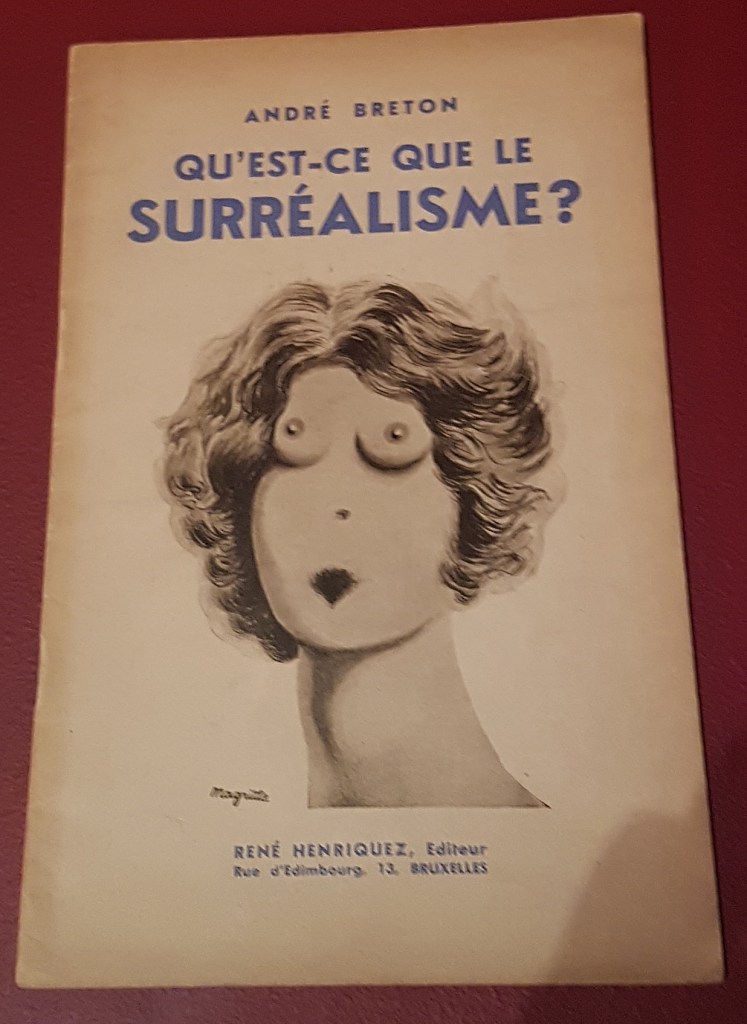 ANDRÉ BRETON
QU'EST-CE QUE LE
SURRÉALISME?
Magritte
RENÉ HENRIQUEZ, Editeur
Rue d'Edimbourg, 13, BRUXELLES